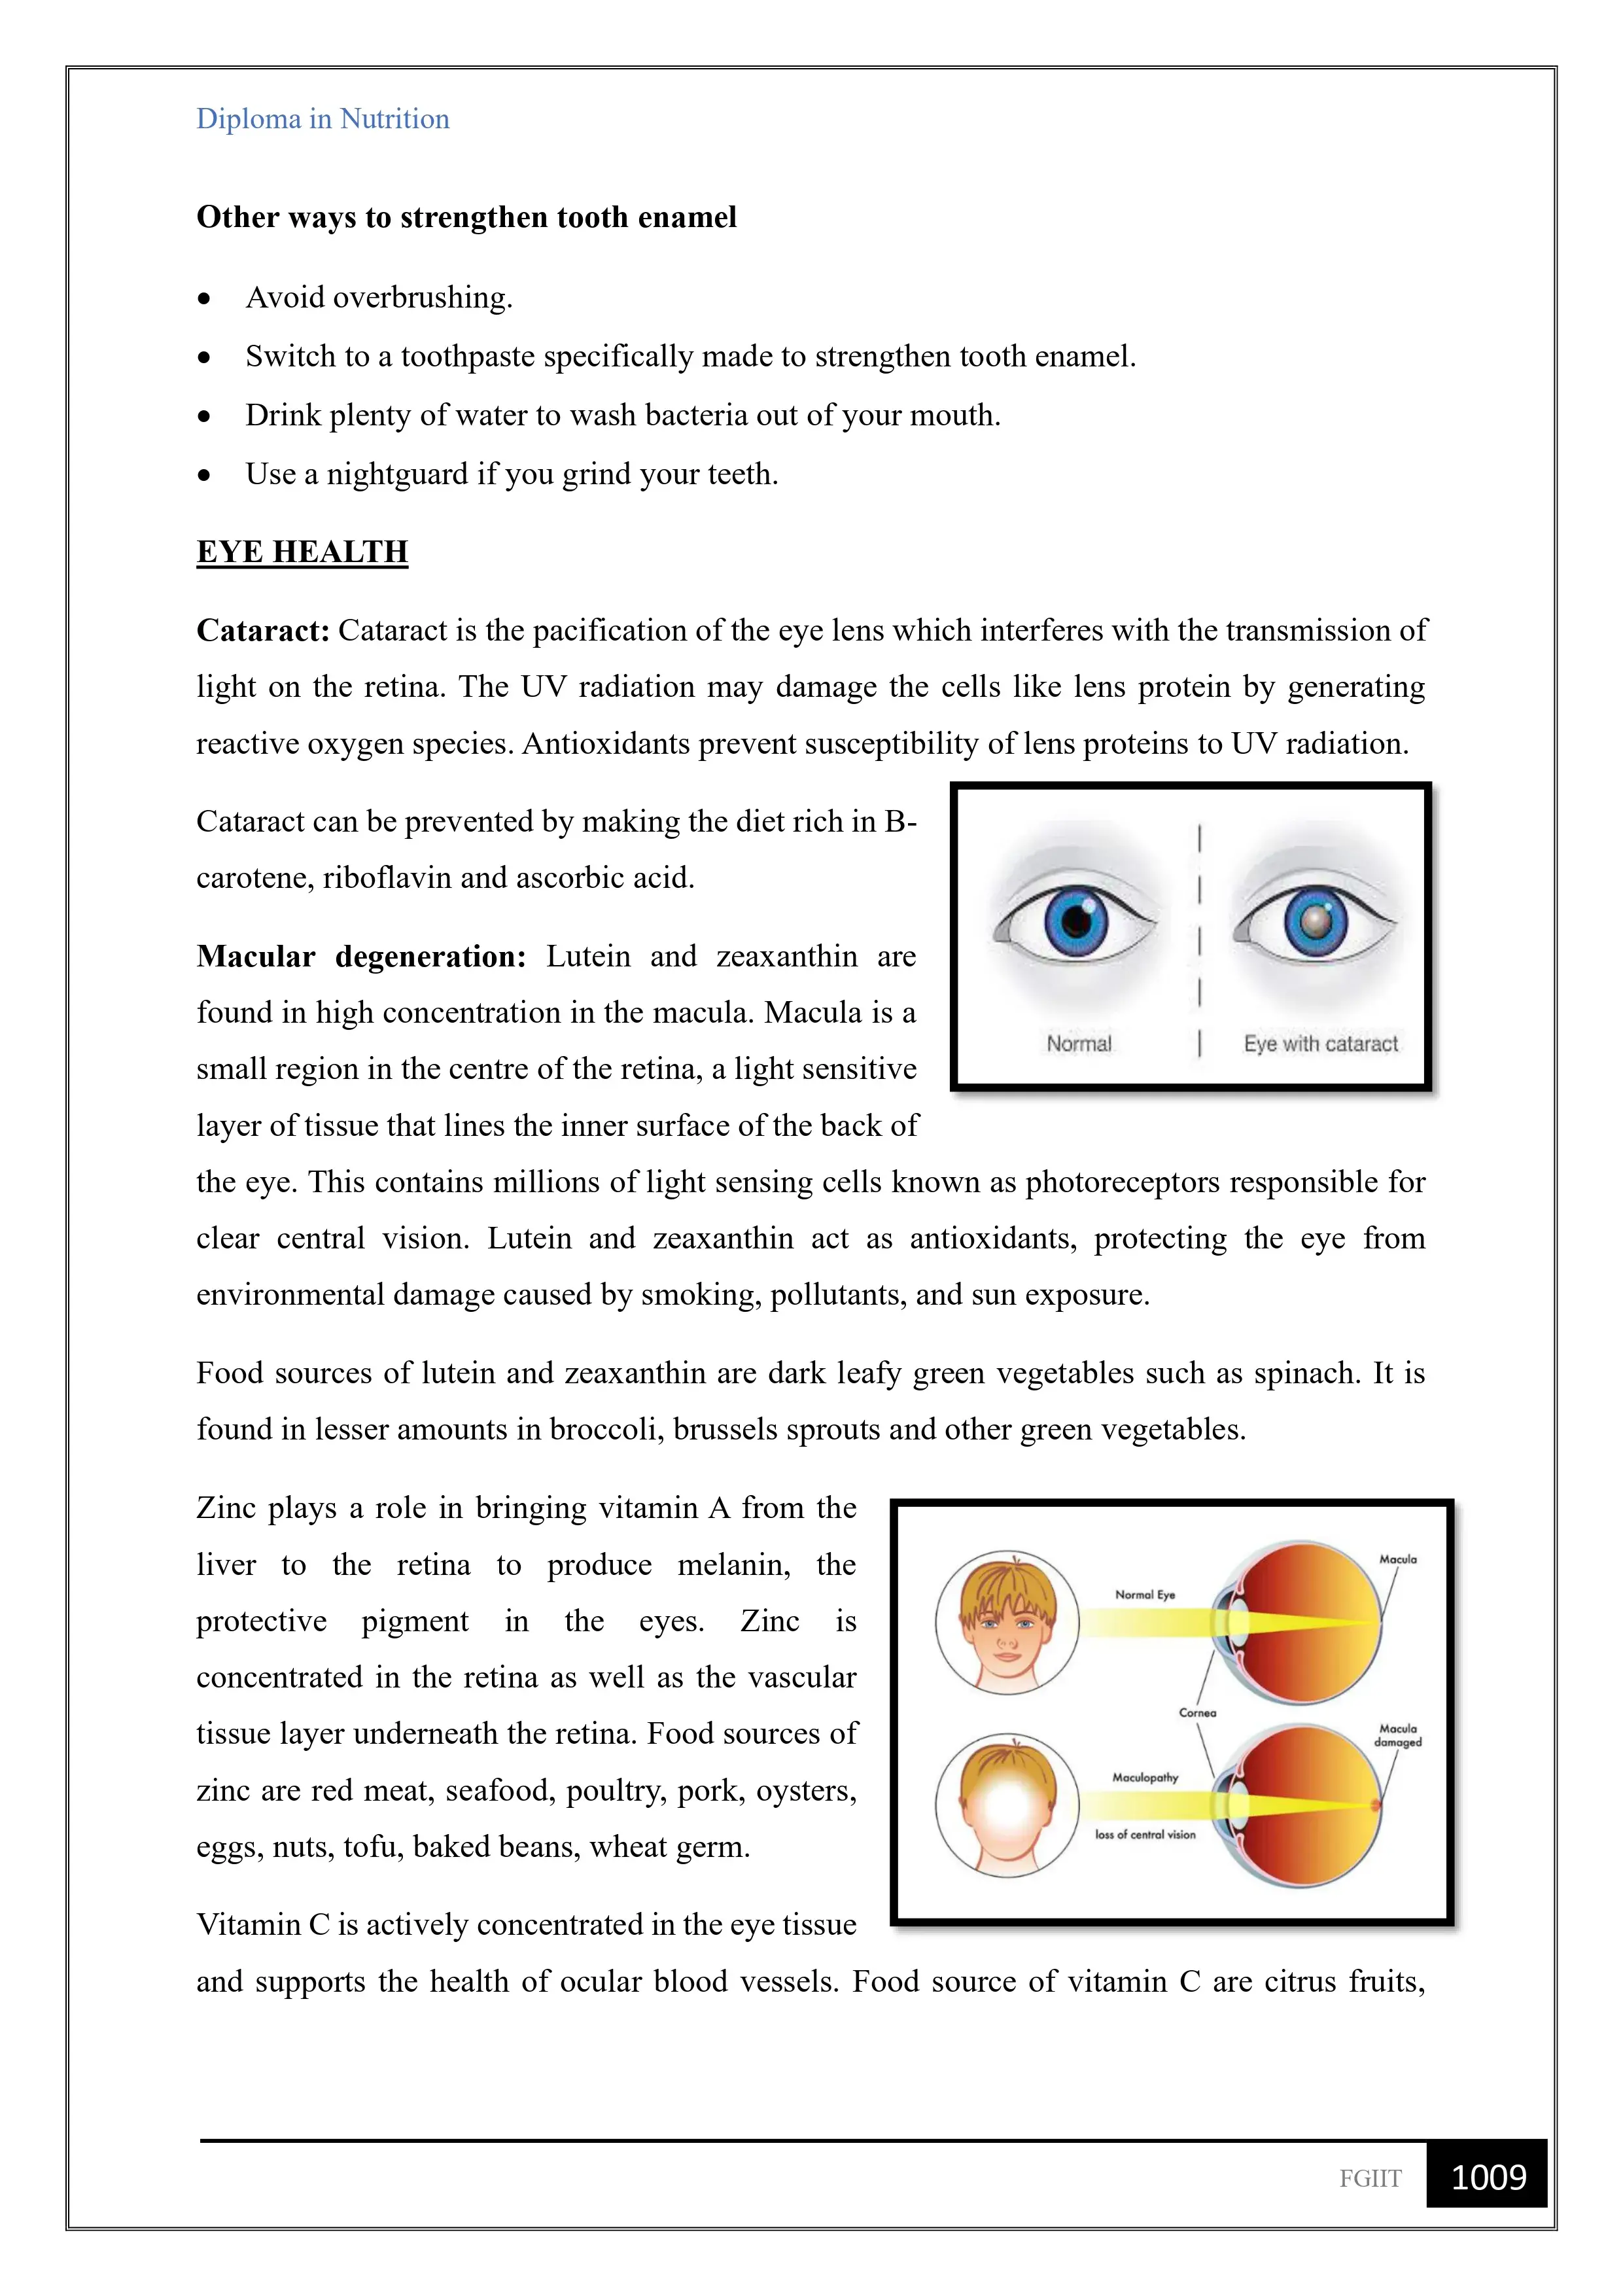 Diploma in Nutrition
Other ways to strengthen tooth enamel
• Avoid overbrushing.
• Switch to a toothpaste specifically made to strengthen tooth enamel.
• Drink plenty of water to wash bacteria out of your mouth.
• Use a nightguard if you grind your teeth.
EYE HEALTH
Cataract: Cataract is the pacification of the eye lens which interferes with the transmission of
light on the retina. The UV radiation may damage the cells like lens protein by generating
reactive oxygen species. Antioxidants prevent susceptibility of lens proteins to UV radiation.
Cataract can be prevented by making the diet rich in B-
carotene, riboflavin and ascorbic acid.
Macular degeneration: Lutein and zeaxanthin are
found in high concentration in the macula. Macula is a
small region in the centre of the retina, a light sensitive
layer of tissue that lines the inner surface of the back of
the eye. This contains millions of light sensing cells known as photoreceptors responsible for
clear central vision. Lutein and zeaxanthin act as antioxidants, protecting the eye from
environmental damage caused by smoking, pollutants, and sun exposure.
Normal
Eye with cataract
Food sources of lutein and zeaxanthin are dark leafy green vegetables such as spinach. It is
found in lesser amounts in broccoli, brussels sprouts and other green vegetables.
Zinc plays a role in bringing vitamin A from the
liver to the retina to produce melanin, the
protective pigment in the eyes. Zinc is
concentrated in the retina as well as the vascular
tissue layer underneath the retina. Food sources of
zinc are red meat, seafood, poultry, pork, oysters,
eggs, nuts, tofu, baked beans, wheat germ.
Vitamin C is actively concentrated in the eye tissue
and supports the health of ocular blood vessels. Food source of vitamin C are citrus fruits,
Normal Eye
Macula
Cornea
Macula
damaged
Maculopathy
loss of central vision
FGIIT
1009